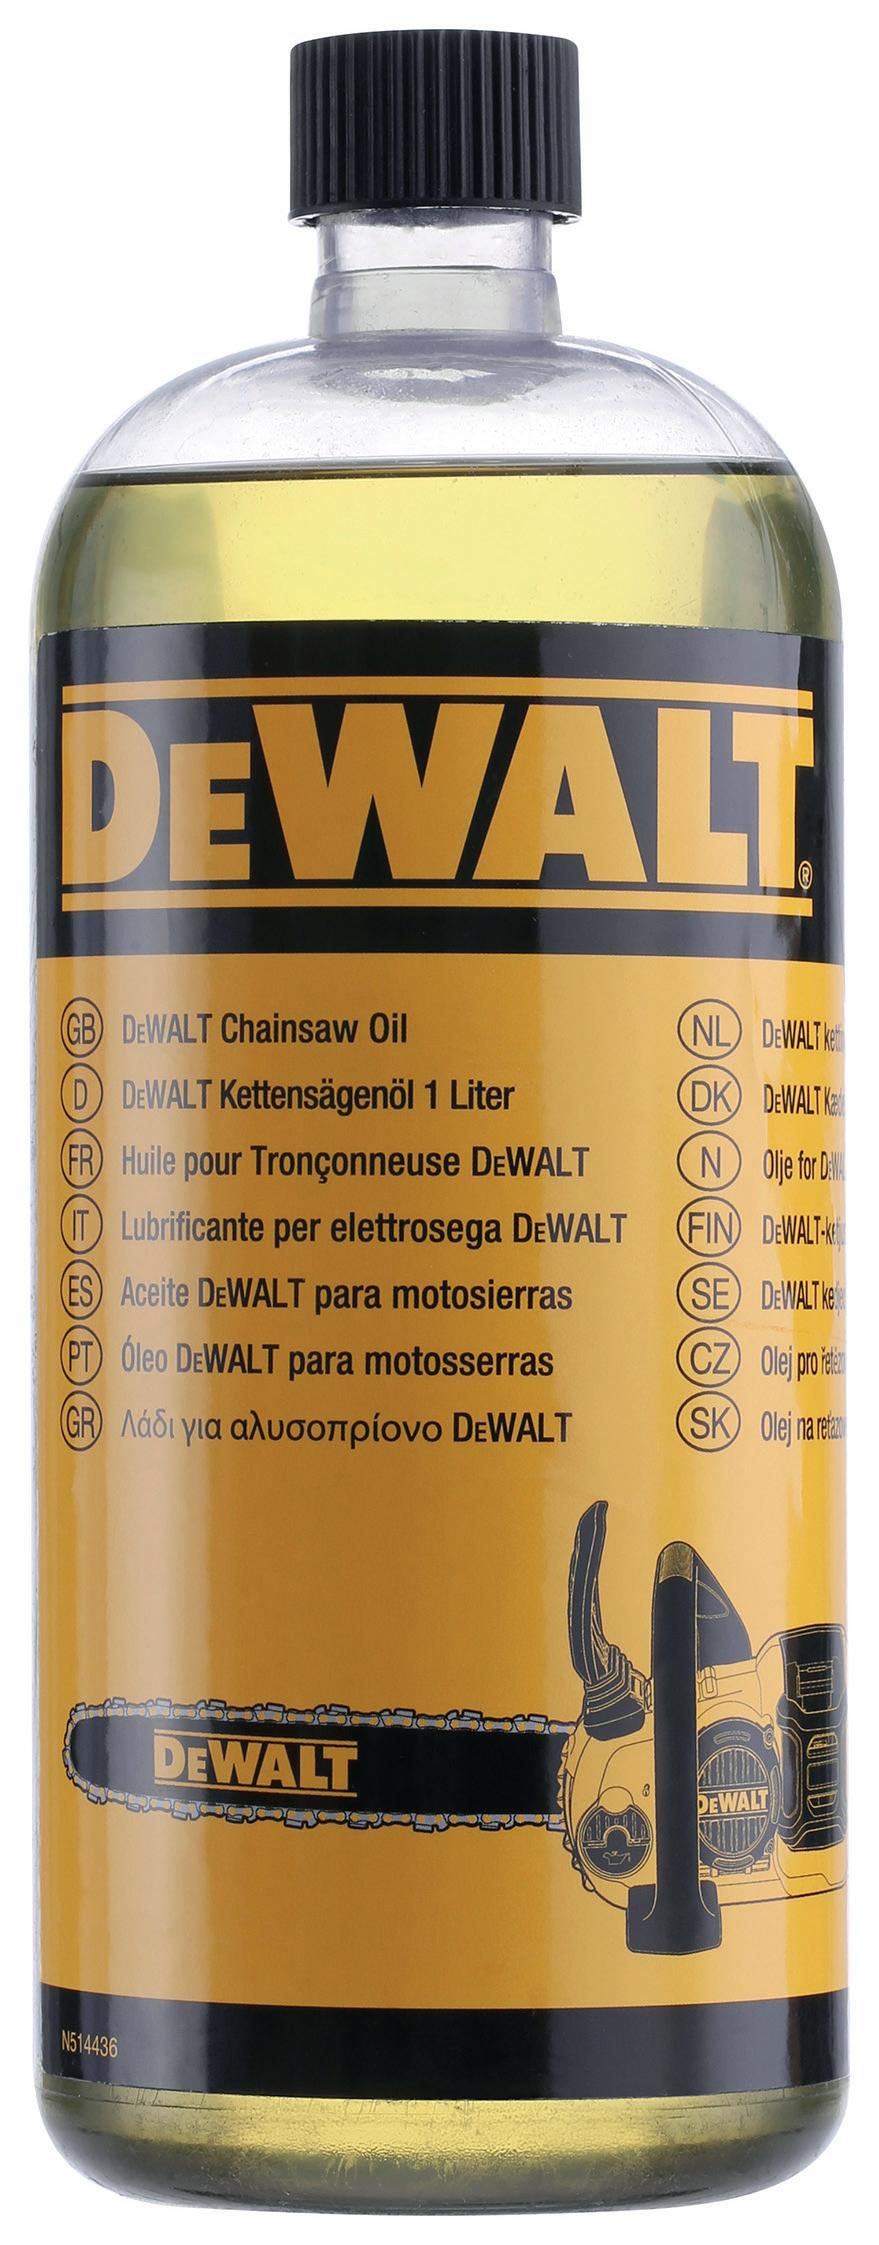 DEWALT®
GB DEWALT Chainsaw Oil
D DEWALT Kettensägenöl 1 Liter
FR Huile pour Tronçonneuse DEWALT
IT Lubrificante per elettrosega DEWALT
ES Aceite DEWALT para motosierras
PT Óleo DEWALT para motosserras
GR Λάδι για αλυσοπρίονο DEWALT
NL DEWALT
DK DEWALT
N Olje for
FIN DEWALT
SE DEWALT
CZ Olej pro
SK Olej na
DEWALT
DEWALT
N514436